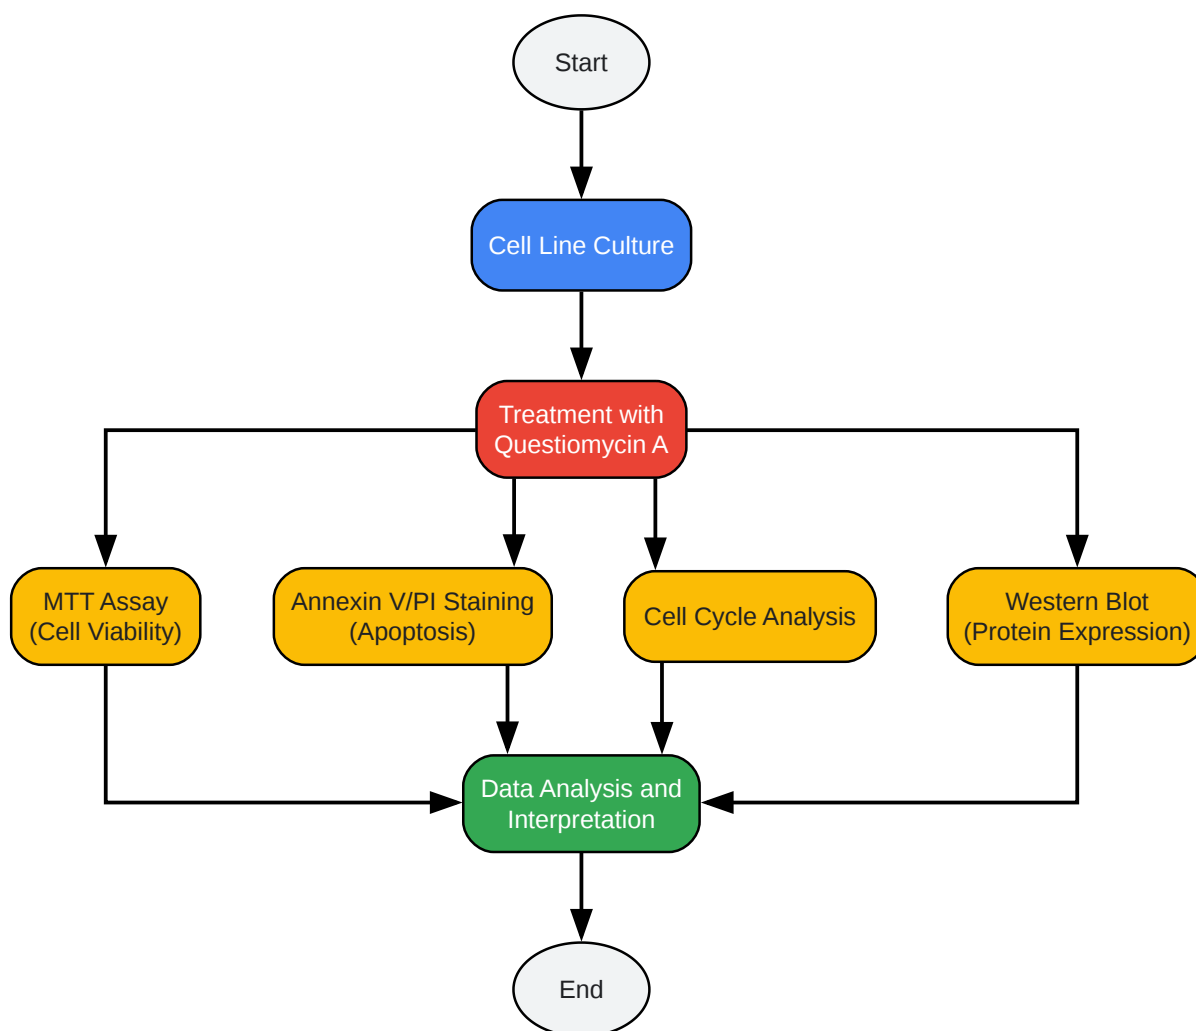 Start
Cell Line Culture
Treatment with
Questiomycin A
MTT Assay
(Cell Viability)
Annexin V/PI Staining
(Apoptosis)
Cell Cycle Analysis
Western Blot
(Protein Expression)
Data Analysis and
Interpretation
End